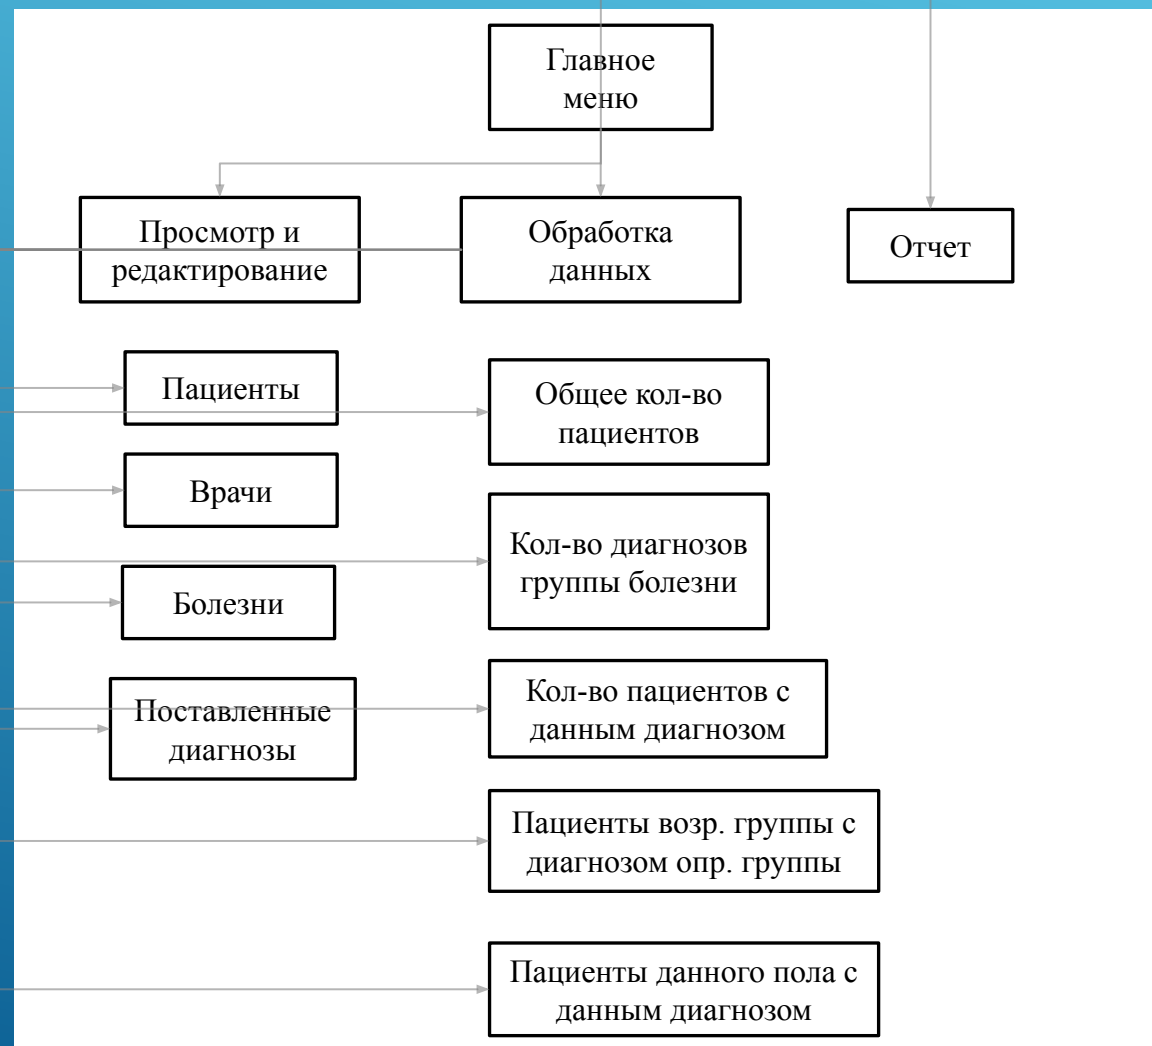 Главное
меню
Просмотр и
редактирование
Обработка
данных
Отчет
Пациенты
Врачи
Болезни
Поставленные
диагнозы
Общее кол-во
пациентов
Кол-во диагнозов
группы болезни
Кол-во пациентов с
данным диагнозом
Пациенты возр. группы с
диагнозом опр. группы
Пациенты данного пола с
данным диагнозом